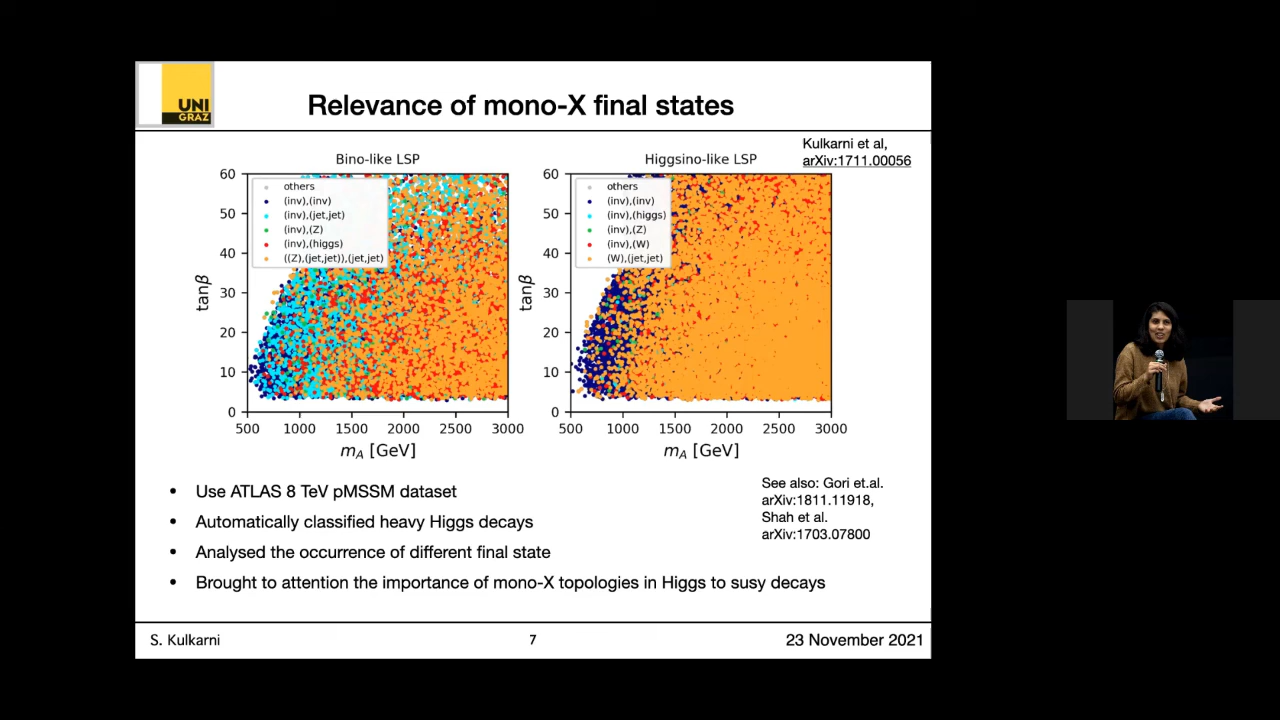 UNI
GRAZ
Relevance of mono-X final states
Kulkarni et al,
arXiv:1711.00056
Bino-like LSP
60
50
40
30
20
10
0
tanβ
others
(inv),(inv)
(inv),(jet,jet)
(inv),(Z)
(inv),(higgs)
((Z),(jet,jet)),(jet,jet)
500 1000 1500 2000 2500 3000
mA [GeV]
Higgsino-like LSP
60
50
40
30
20
10
0
tanβ
others
(inv),(inv)
(inv),(higgs)
(inv),(Z)
(inv),(W)
(W),(jet,jet)
500 1000 1500 2000 2500 3000
mA [GeV]
• Use ATLAS 8 TeV pMSSM dataset
• Automatically classified heavy Higgs decays
• Analysed the occurrence of different final state
• Brought to attention the importance of mono-X topologies in Higgs to susy decays
See also: Gori et.al.
arXiv:1811.11918,
Shah et al.
arXiv:1703.07800
S. Kulkarni 7 23 November 2021